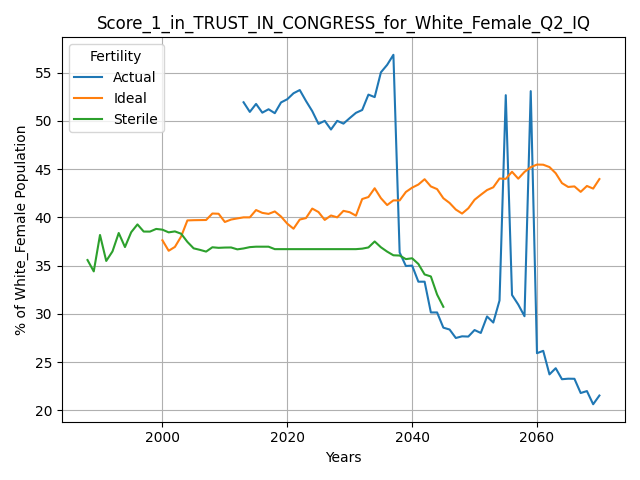 Score_1_in_TRUST_IN_CONGRESS_for_White_Female_Q2_IQ
Fertility
Actual
Ideal
Sterile
% of White_Female Population
55
50
45
40
35
30
25
20
2000
2020
2040
2060
Years